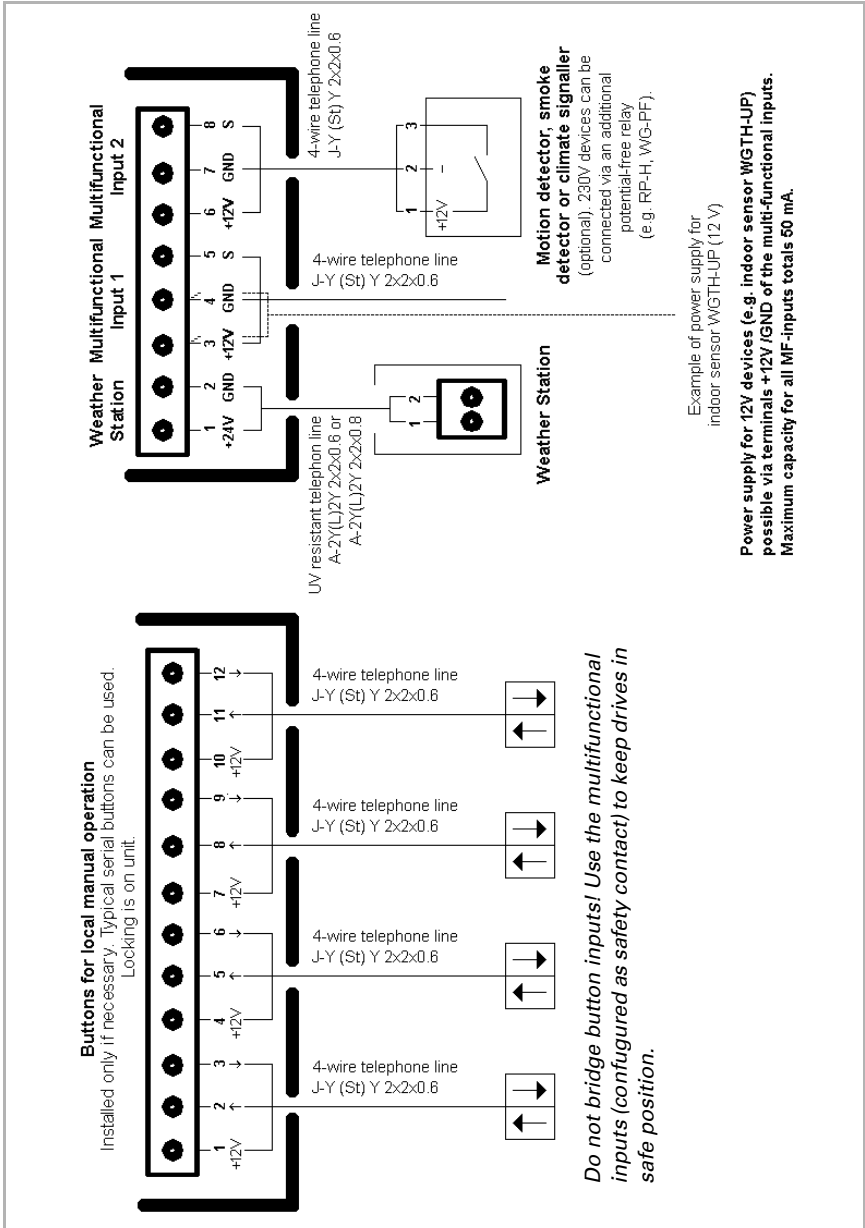 Buttons for local manual operation
Installed only if necessary. Typical serial buttons can be used.
Locking is on unit.
1 2 3 4 5 6 7 8 9 10 11 12
+12V ← → +12V ← → +12V ← → +12V ← →
4-wire telephone line
J-Y (St) Y 2x2x0.6
4-wire telephone line
J-Y (St) Y 2x2x0.6
4-wire telephone line
J-Y (St) Y 2x2x0.6
4-wire telephone line
J-Y (St) Y 2x2x0.6
Do not bridge button inputs! Use the multifunctional
inputs (confugured as safety contact) to keep drives in
safe position.
Weather
Station
Multifunctional
Input 1
Multifunctional
Input 2
1 2 3 4 5 6 7 8
+24V GND +12V GND S +12V GND S
UV resistant telephon line
A-2Y(L)2Y 2x2x0.6 or
A-2Y(L)2Y 2x2x0.8
4-wire telephone line
J-Y (St) Y 2x2x0.6
4-wire telephone line
J-Y (St) Y 2x2x0.6
1 2
Weather Station
1 2 3
+12V –
Motion detector, smoke
detector or climate signaller
(optional). 230V devices can be
connected via an additional
potential-free relay
(e.g. RP-H, WG-PF).
Example of power supply for
indoor sensor WGTH-UP (12 V)
Power supply for 12V devices (e.g. indoor sensor WGTH-UP)
possible via terminals +12V /GND of the multi-functional inputs.
Maximum capacity for all MF-inputs totals 50 mA.